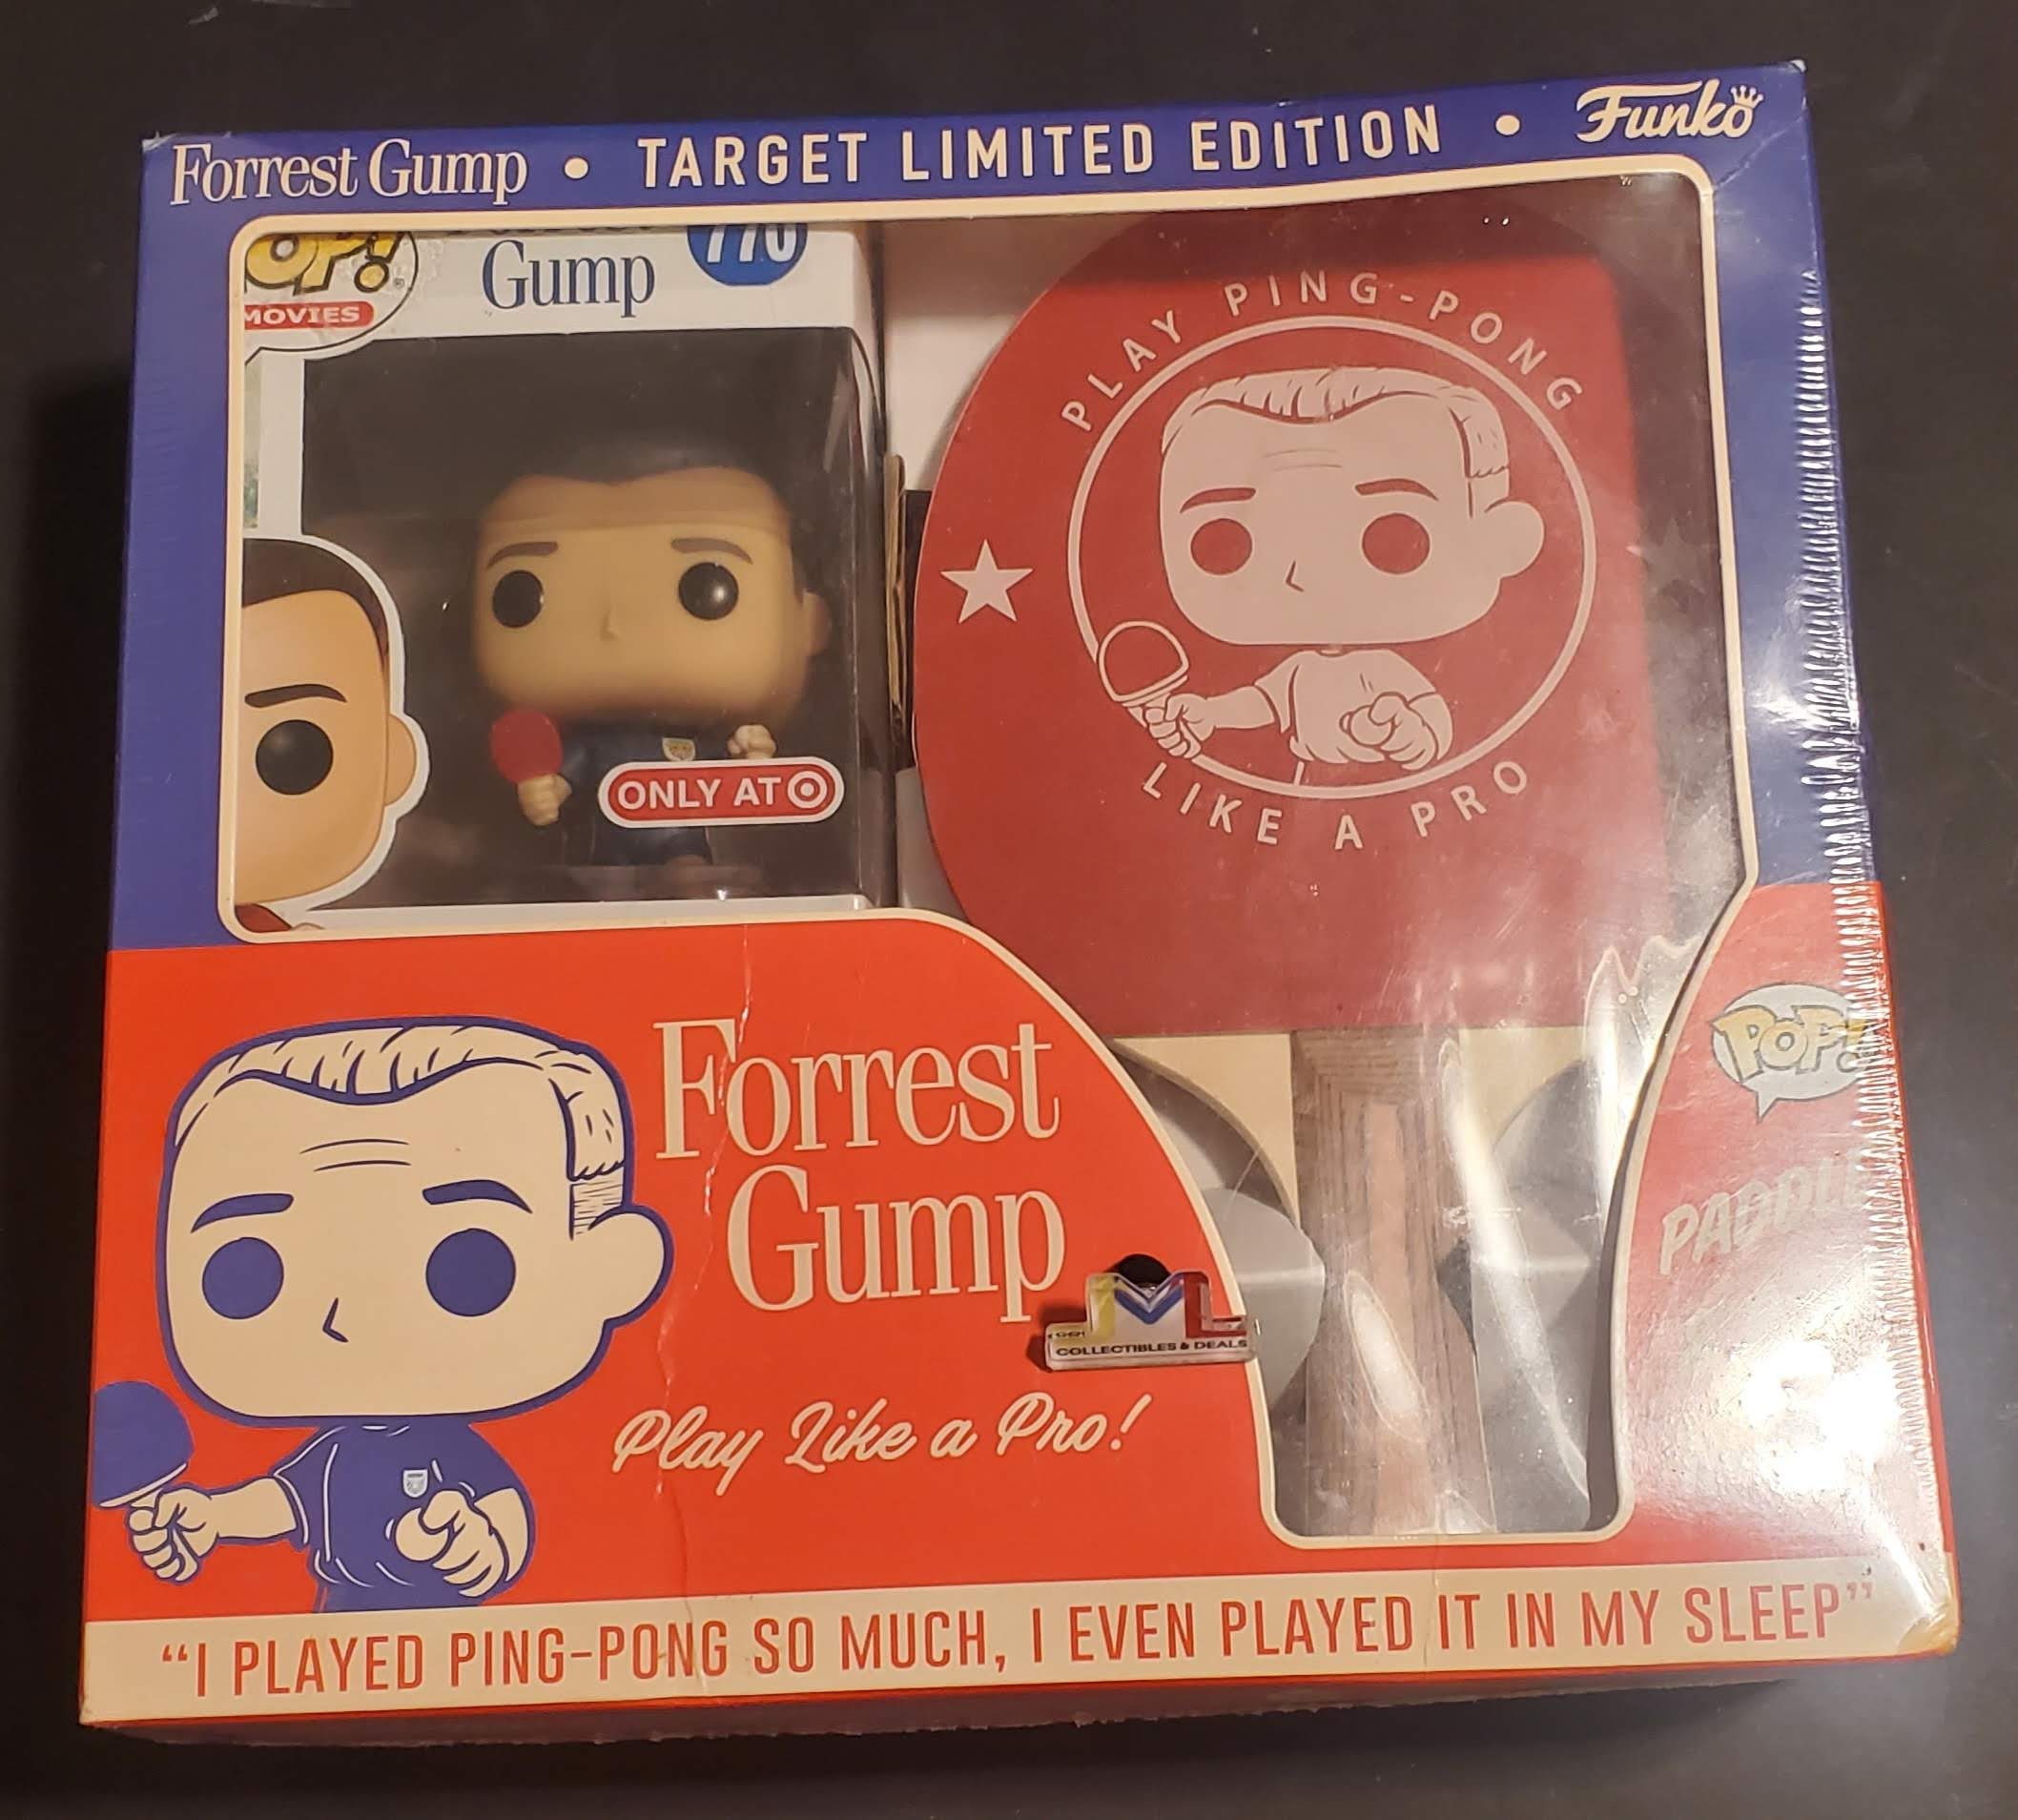 Forrest Gump • TARGET LIMITED EDITION • Funko
POP!
MOVIES
Gump
770
ONLY AT
PLAY PING-PONG
LIKE A PRO
Forrest
Gump
Play Like a Pro!
COLLECTIBLES & DEALS
POP!
“I PLAYED PING-PONG SO MUCH, I EVEN PLAYED IT IN MY SLEEP”